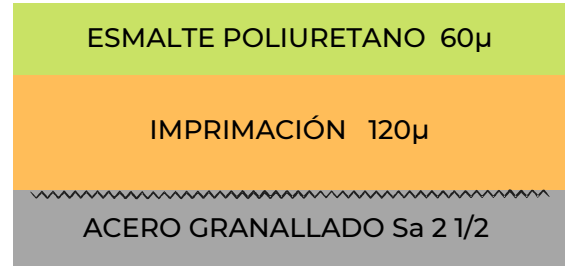 ESMALTE POLIURETANO 60µ
IMPRIMACIÓN 120µ
ACERO GRANALLADO Sa 2 1/2